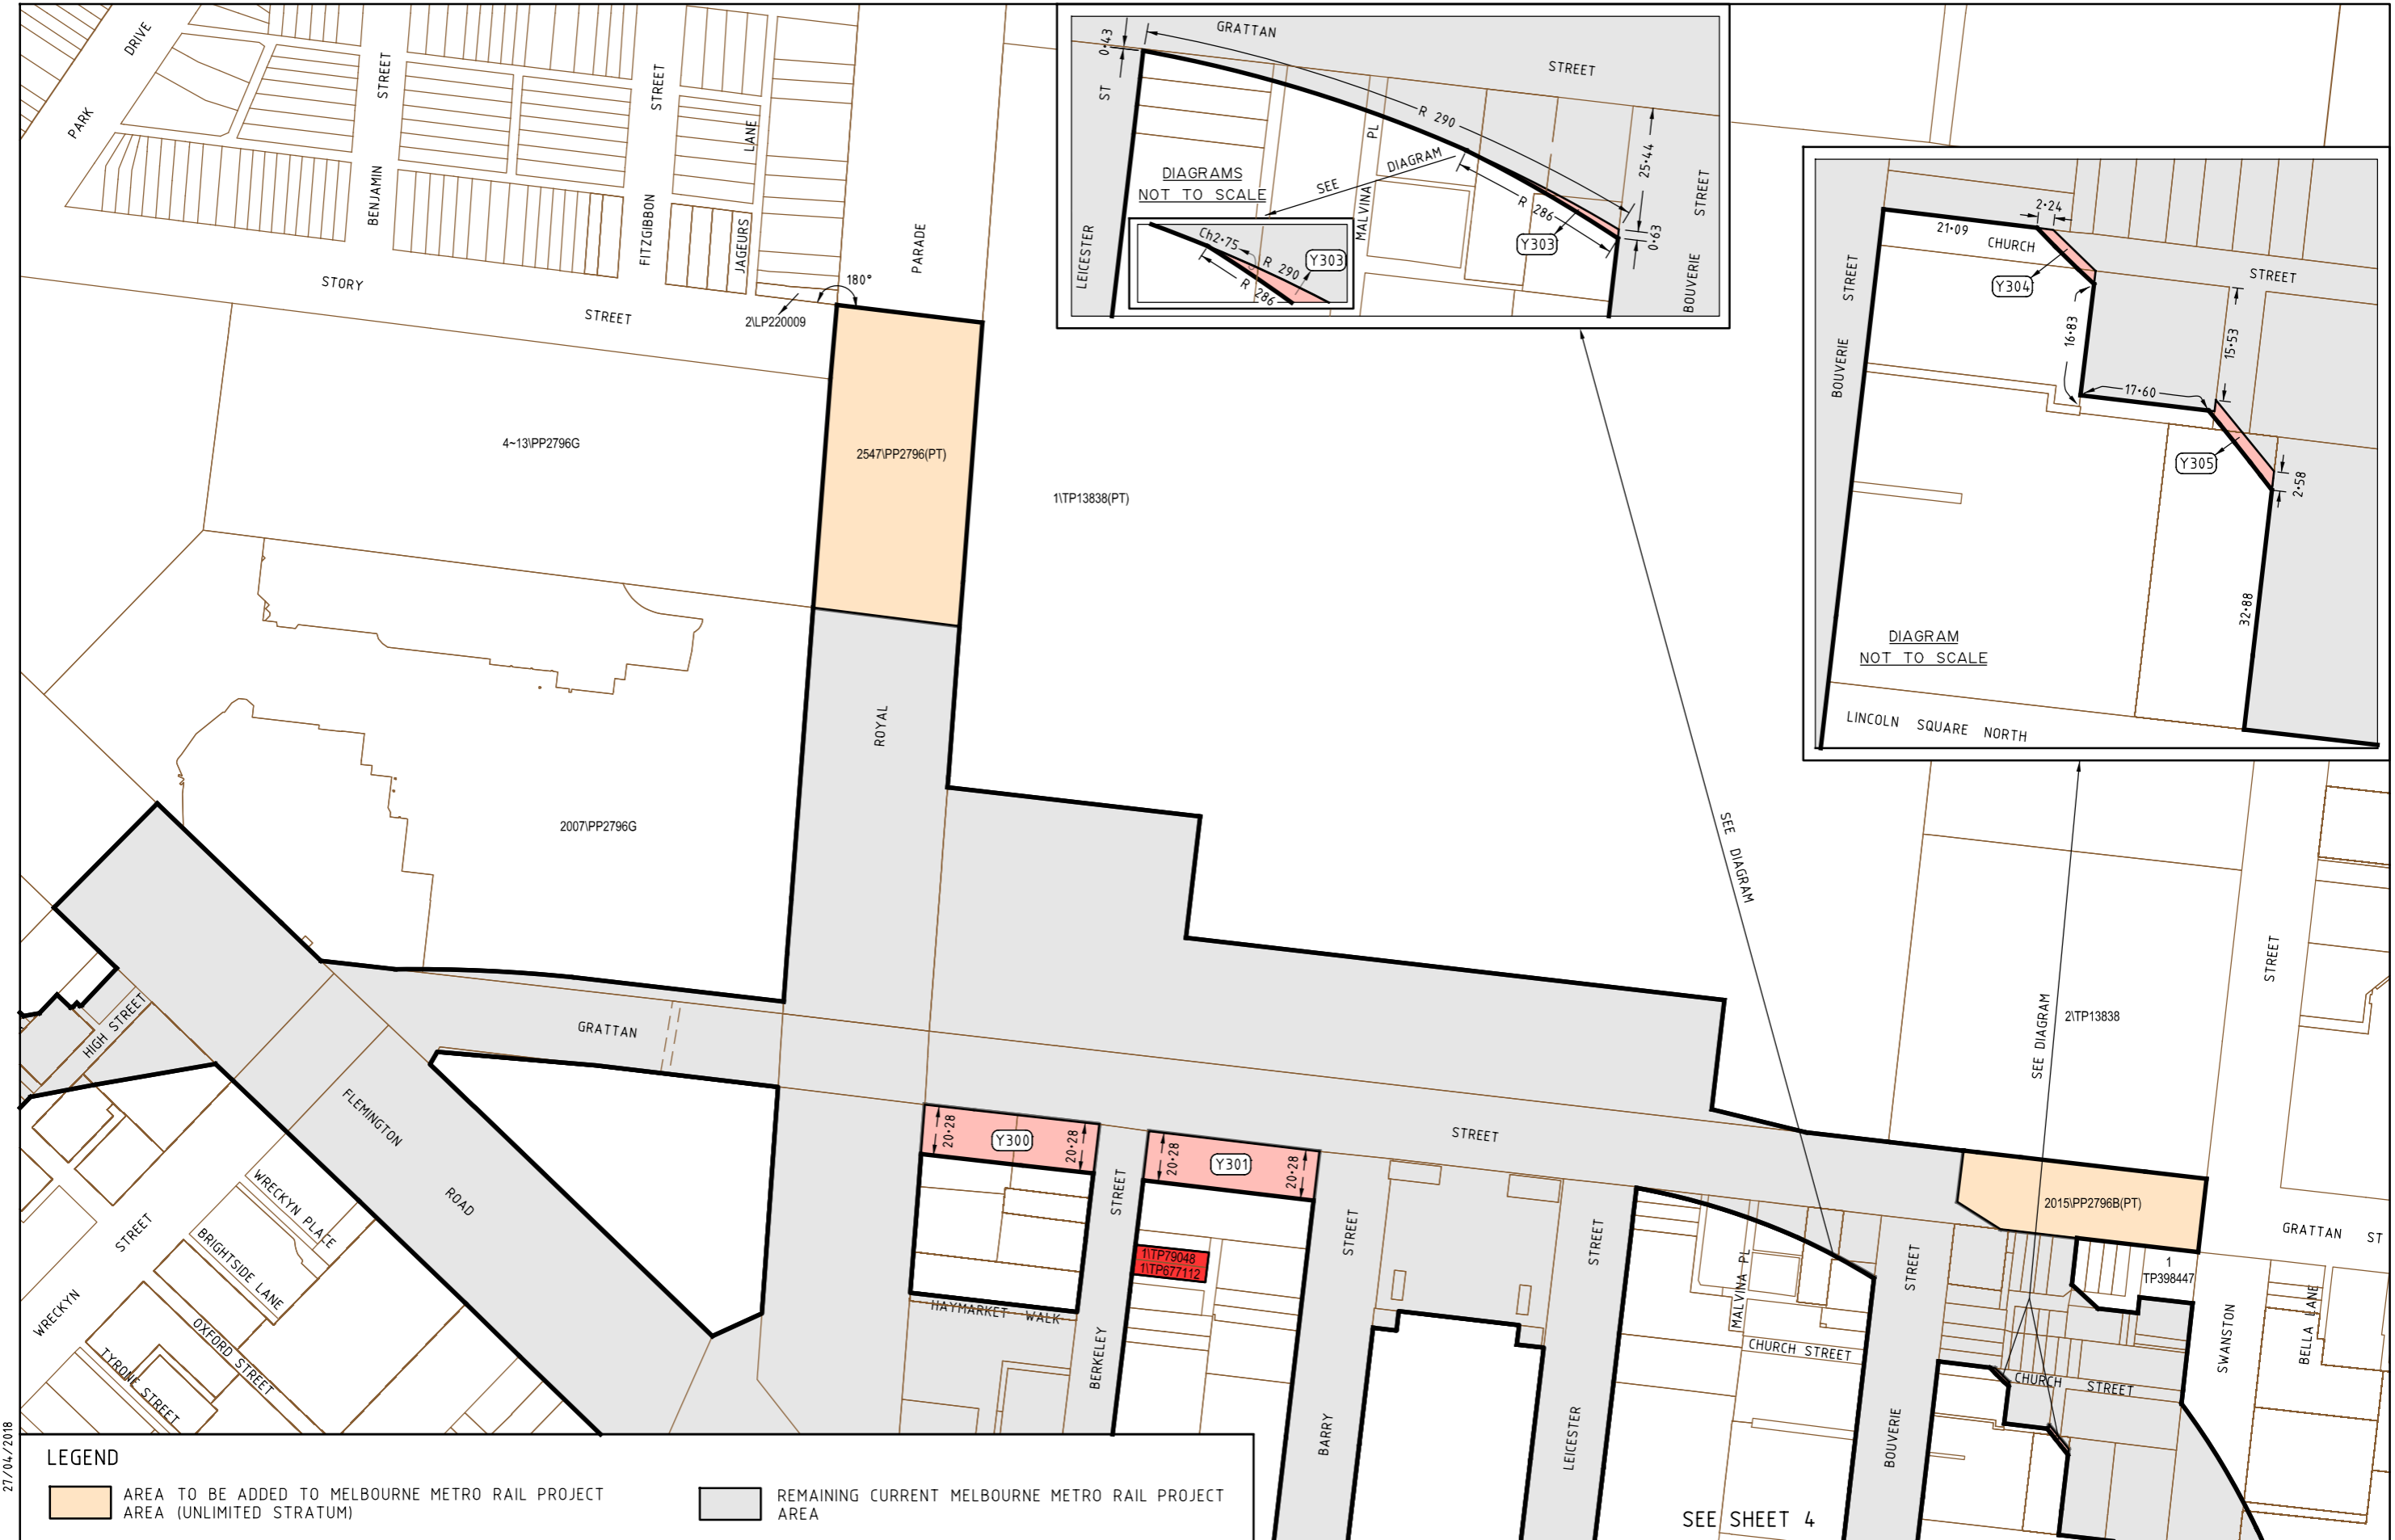 DRIVE
PARK
STREET
BENJAMIN
STREET
FITZGIBBON
LANE
JAGEURS
PARADE
STORY
STREET
2\LP220009
180°
4~13\PP2796G
2547\PP2796(PT)
1\TP13838(PT)
2007\PP2796G
ROYAL
GRATTAN
STREET
0·43
ST
LEICESTER
R 290
PL
MALVINA
DIAGRAMS
NOT TO SCALE
SEE DIAGRAM
R 286
Y303
25·44
0·63
STREET
BOUVERIE
Ch2·75
R 290
R 286
Y303
2·24
21·09
CHURCH
STREET
Y304
STREET
BOUVERIE
16·83
15·53
17·60
Y305
2·58
32·88
DIAGRAM
NOT TO SCALE
LINCOLN SQUARE NORTH
SEE DIAGRAM
SEE DIAGRAM
2\TP13838
STREET
HIGH STREET
GRATTAN
STREET
FLEMINGTON
ROAD
WRECKYN PLACE
BRIGHTSIDE LANE
STREET
WRECKYN
OXFORD STREET
TYRONE STREET
20·28
Y300
20·28
STREET
20·28
Y301
20·28
1\TP79048
1\TP677112
HAYMARKET WALK
BERKELEY
STREET
BARRY
STREET
LEICESTER
MALVINA PL
CHURCH STREET
STREET
BOUVERIE
2015\PP2796B(PT)
1
TP398447
GRATTAN ST
CHURCH STREET
SWANSTON
BELLA LANE
SEE SHEET 4
27/04/2018
LEGEND
AREA TO BE ADDED TO MELBOURNE METRO RAIL PROJECT
AREA (UNLIMITED STRATUM)
REMAINING CURRENT MELBOURNE METRO RAIL PROJECT
AREA